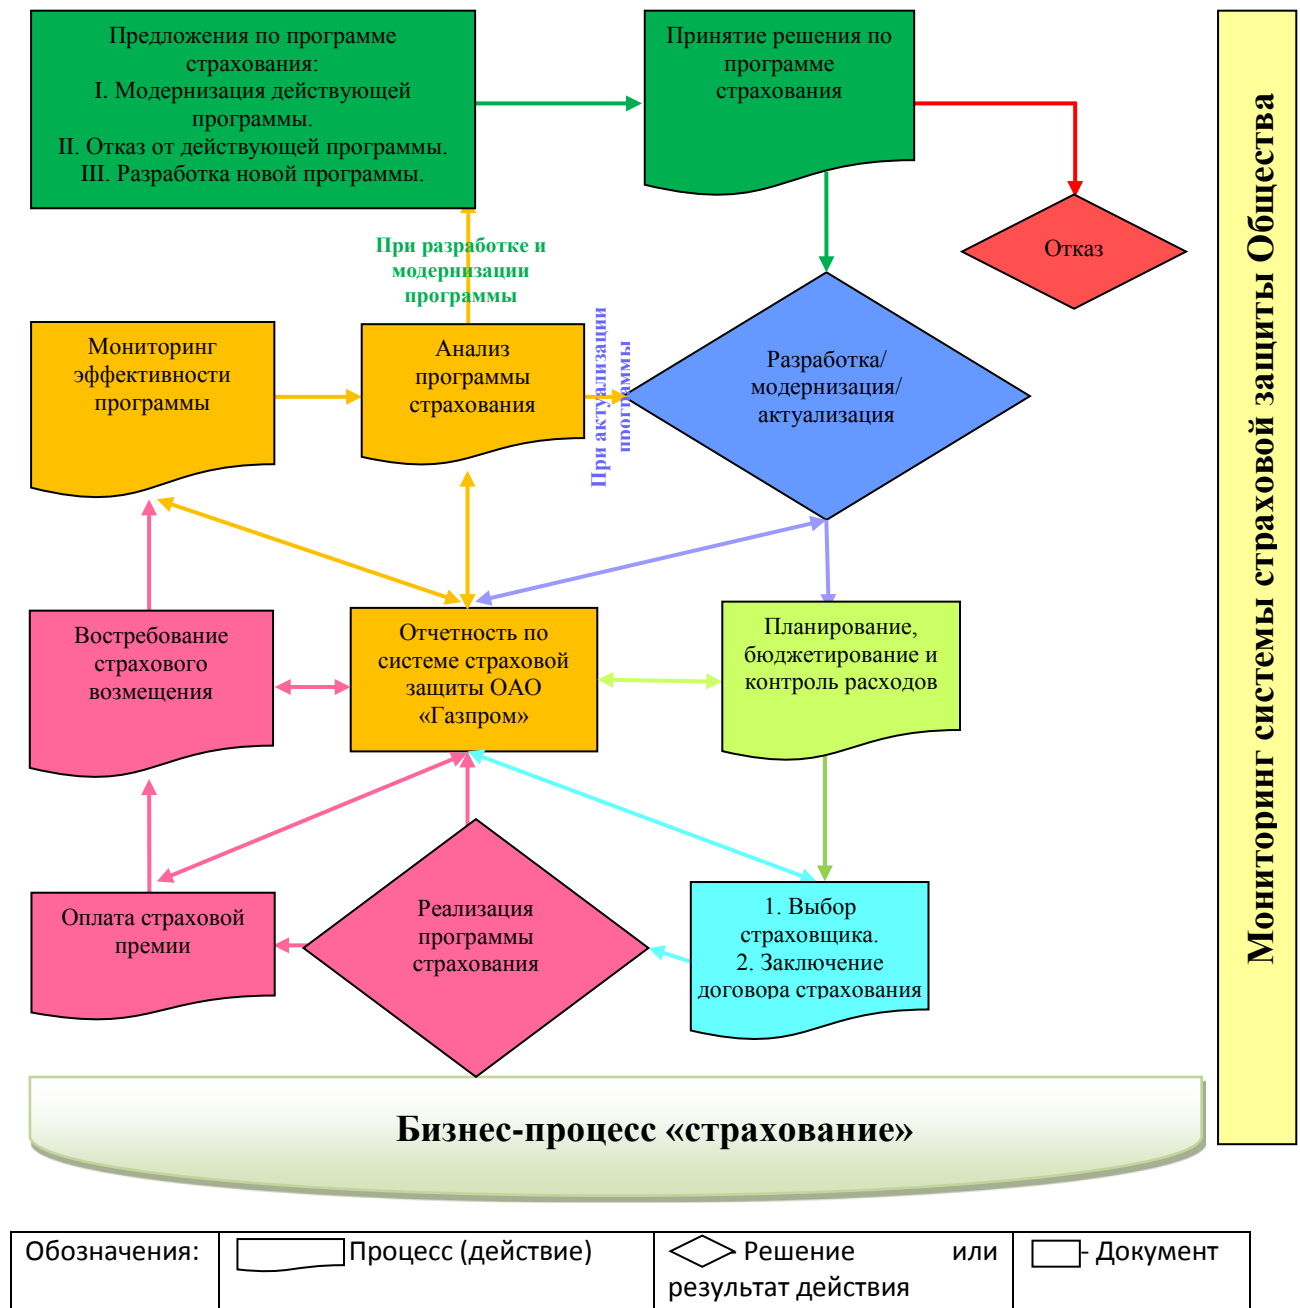 Предложения по программе
страхования:
I. Модернизация действующей
программы.
II. Отказ от действующей программы.
III. Разработка новой программы.
Принятие решения по
программе
страхования
Отказ
При разработке и
модернизации
программы
Мониторинг
эффективности
программы
Анализ
программы
страхования
При актуализации
программы
Разработка/
модернизация/
актуализация
Востребование
страхового
возмещения
Отчетность по
системе страховой
защиты ОАО
«Газпром»
Планирование,
бюджетирование и
контроль расходов
Оплата страховой
премии
Реализация
программы
страхования
1. Выбор
страховщика.
2. Заключение
договора страхования
Мониторинг системы страховой защиты Общества
Бизнес-процесс «страхование»
Обозначения:
Процесс (действие)
Решение или
результат действия
- Документ